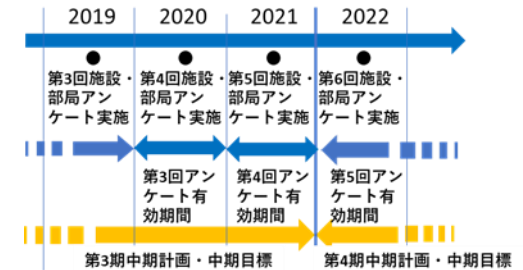 2019 2020 2021 2022
第3回施設・
部局アン
ケート実施
第4回施設・
部局アン
ケート実施
第5回施設・
部局アン
ケート実施
第6回施設・
部局アン
ケート実施
第3回アン
ケート有
効期間
第4回アン
ケート有
効期間
第5回アン
ケート有
効期間
第3期中期計画・中期目標
第4期中期計画・中期目標